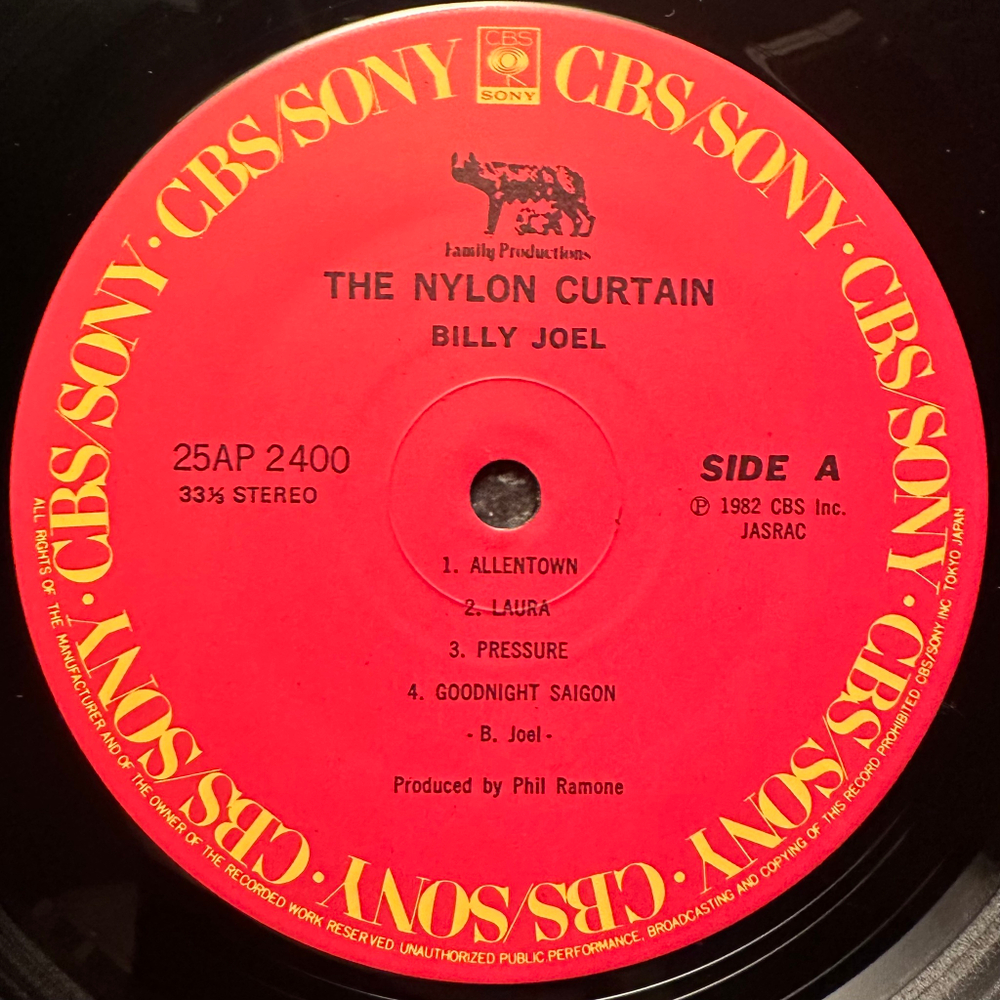 CBS
SONY
CBS/SONY · CBS/SONY · CBS/SONY · CBS/SONY · CBS/SONY · CBS/SONY · CBS/SONY · CBS/SONY
Family Productions
THE NYLON CURTAIN
BILLY JOEL
25AP 2400
33⅓ STEREO
SIDE A
Ⓟ 1982 CBS Inc.
JASRAC
1. ALLENTOWN
2. LAURA
3. PRESSURE
4. GOODNIGHT SAIGON
- B. Joel -
Produced by Phil Ramone
ALL RIGHTS OF THE MANUFACTURER AND OF THE OWNER OF THE RECORDED WORK RESERVED. UNAUTHORIZED PUBLIC PERFORMANCE, BROADCASTING AND COPYING OF THIS RECORD PROHIBITED CBS/SONY INC TOKYO JAPAN